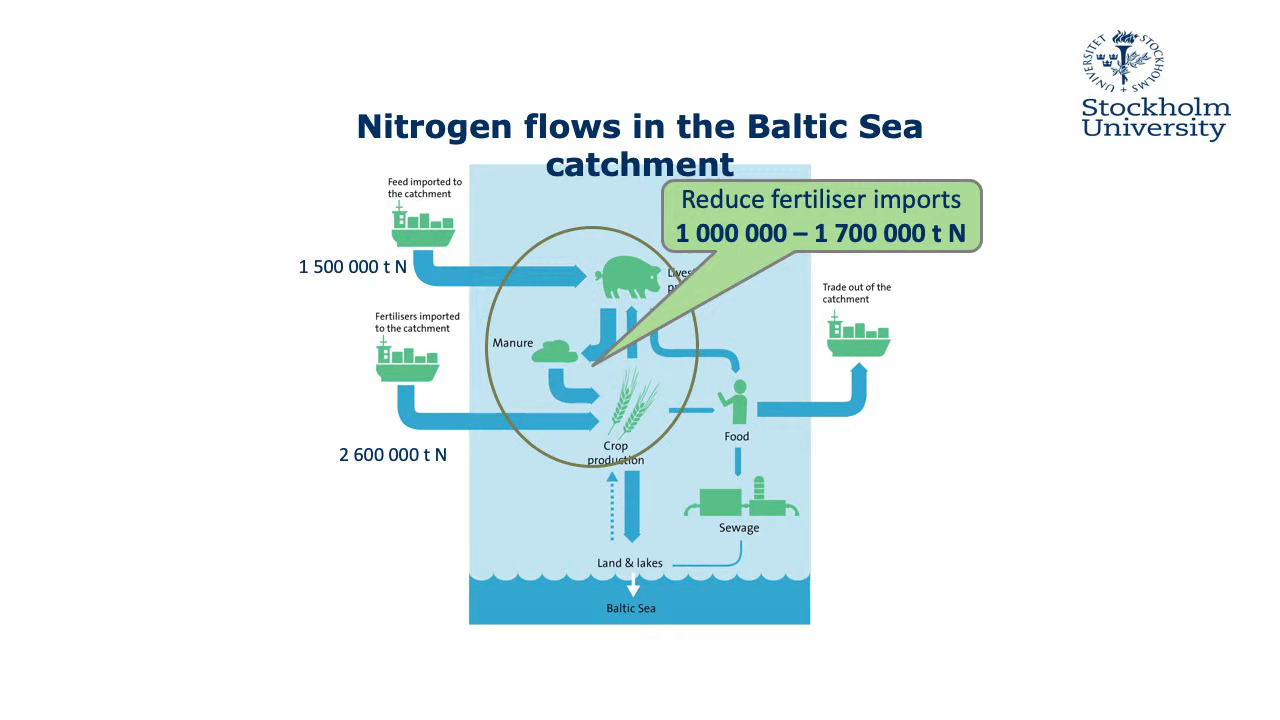 STOCKHOLMS UNIVERSITET
Stockholm
University
Nitrogen flows in the Baltic Sea
catchment
Feed imported to
the catchment
Reduce fertiliser imports
1 000 000 – 1 700 000 t N
1 500 000 t N
Trade out of the
catchment
Fertilisers imported
to the catchment
Manure
Food
2 600 000 t N
Crop
production
Sewage
Land & lakes
Baltic Sea